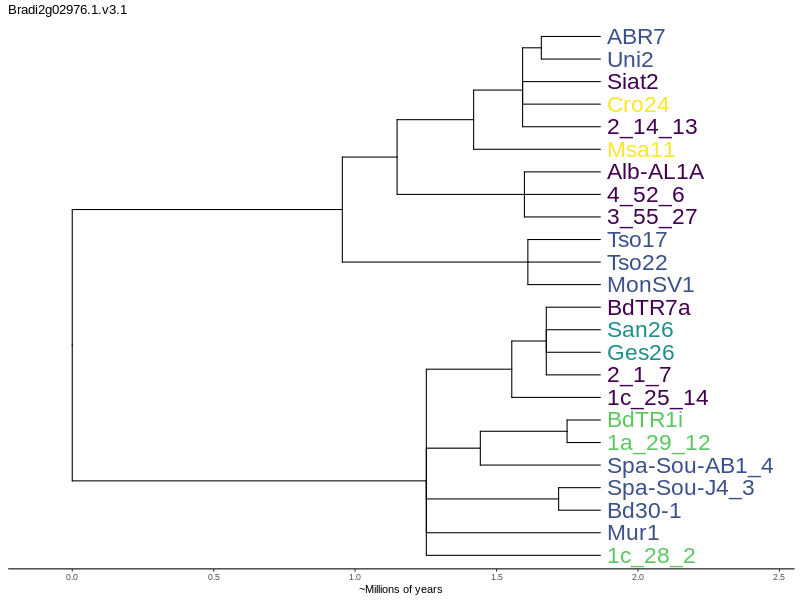 Bradi2g02976.1.v3.1
ABR7
Uni2
Siat2
Cro24
2_14_13
Msa11
Alb-AL1A
4_52_6
3_55_27
Tso17
Tso22
MonSV1
BdTR7a
San26
Ges26
2_1_7
1c_25_14
BdTR1i
1a_29_12
Spa-Sou-AB1_4
Spa-Sou-J4_3
Bd30-1
Mur1
1c_28_2
0.0 0.5 1.0 1.5 2.0 2.5
~Millions of years